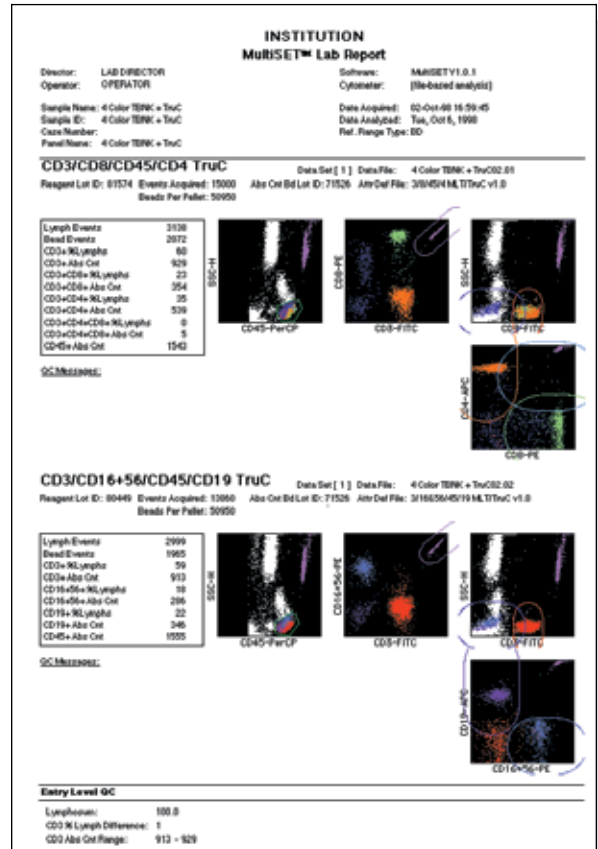 INSTITUTION
MultiSET™ Lab Report
Director: LAB DIRECTOR
Operator: OPERATOR
Software: MultiSET V1.0.1
Cytometer: [file-based analysis]
Sample Name: 4 Color TBNK + TruC
Sample ID: 4 Color TBNK + TruC
Case Number:
Panel Name: 4 Color TBNK + TruC
Date Acquired: 02-Oct-98 16:59:45
Date Analyzed: Tue, Oct 6, 1998
Ref. Range Type: BD
CD3/CD8/CD45/CD4 TruC Data Set [ 1 ] Data File: 4 Color TBNK + TruC02.01
Reagent Lot ID: 81574 Events Acquired: 15000 Abs Cnt Bd Lot ID: 71526 Attr Def File: 3/8/45/4 MLT/TruC v1.0
Beads Per Pellet: 50950
Lymph Events 3138
Bead Events 2072
CD3+ %Lymphs 60
CD3+ Abs Cnt 929
CD3+CD8+ %Lymphs 23
CD3+CD8+ Abs Cnt 354
CD3+CD4+ %Lymphs 35
CD3+CD4+ Abs Cnt 539
CD3+CD4+CD8+ %Lymphs 0
CD3+CD4+CD8+ Abs Cnt 5
CD45+ Abs Cnt 1543
SSC-H
CD45-PerCP
CD8-PE
CD3-FITC
SSC-H
CD3-FITC
CD4-APC
CD8-PE
QC Messages:
CD3/CD16+56/CD45/CD19 TruC Data Set [ 1 ] Data File: 4 Color TBNK + TruC02.02
Reagent Lot ID: 80449 Events Acquired: 13860 Abs Cnt Bd Lot ID: 71526 Attr Def File: 3/1656/45/19 MLT/TruC v1.0
Beads Per Pellet: 50950
Lymph Events 2999
Bead Events 1965
CD3+ %Lymphs 59
CD3+ Abs Cnt 913
CD16+56+ %Lymphs 18
CD16+56+ Abs Cnt 286
CD19+ %Lymphs 22
CD19+ Abs Cnt 346
CD45+ Abs Cnt 1555
SSC-H
CD45-PerCP
CD16+56-PE
CD3-FITC
SSC-H
CD3-FITC
CD19-APC
CD16+56-PE
QC Messages:
Entry Level QC
Lymphosum: 100.0
CD3 % Lymph Difference: 1
CD3 Abs Cnt Range: 913 - 929